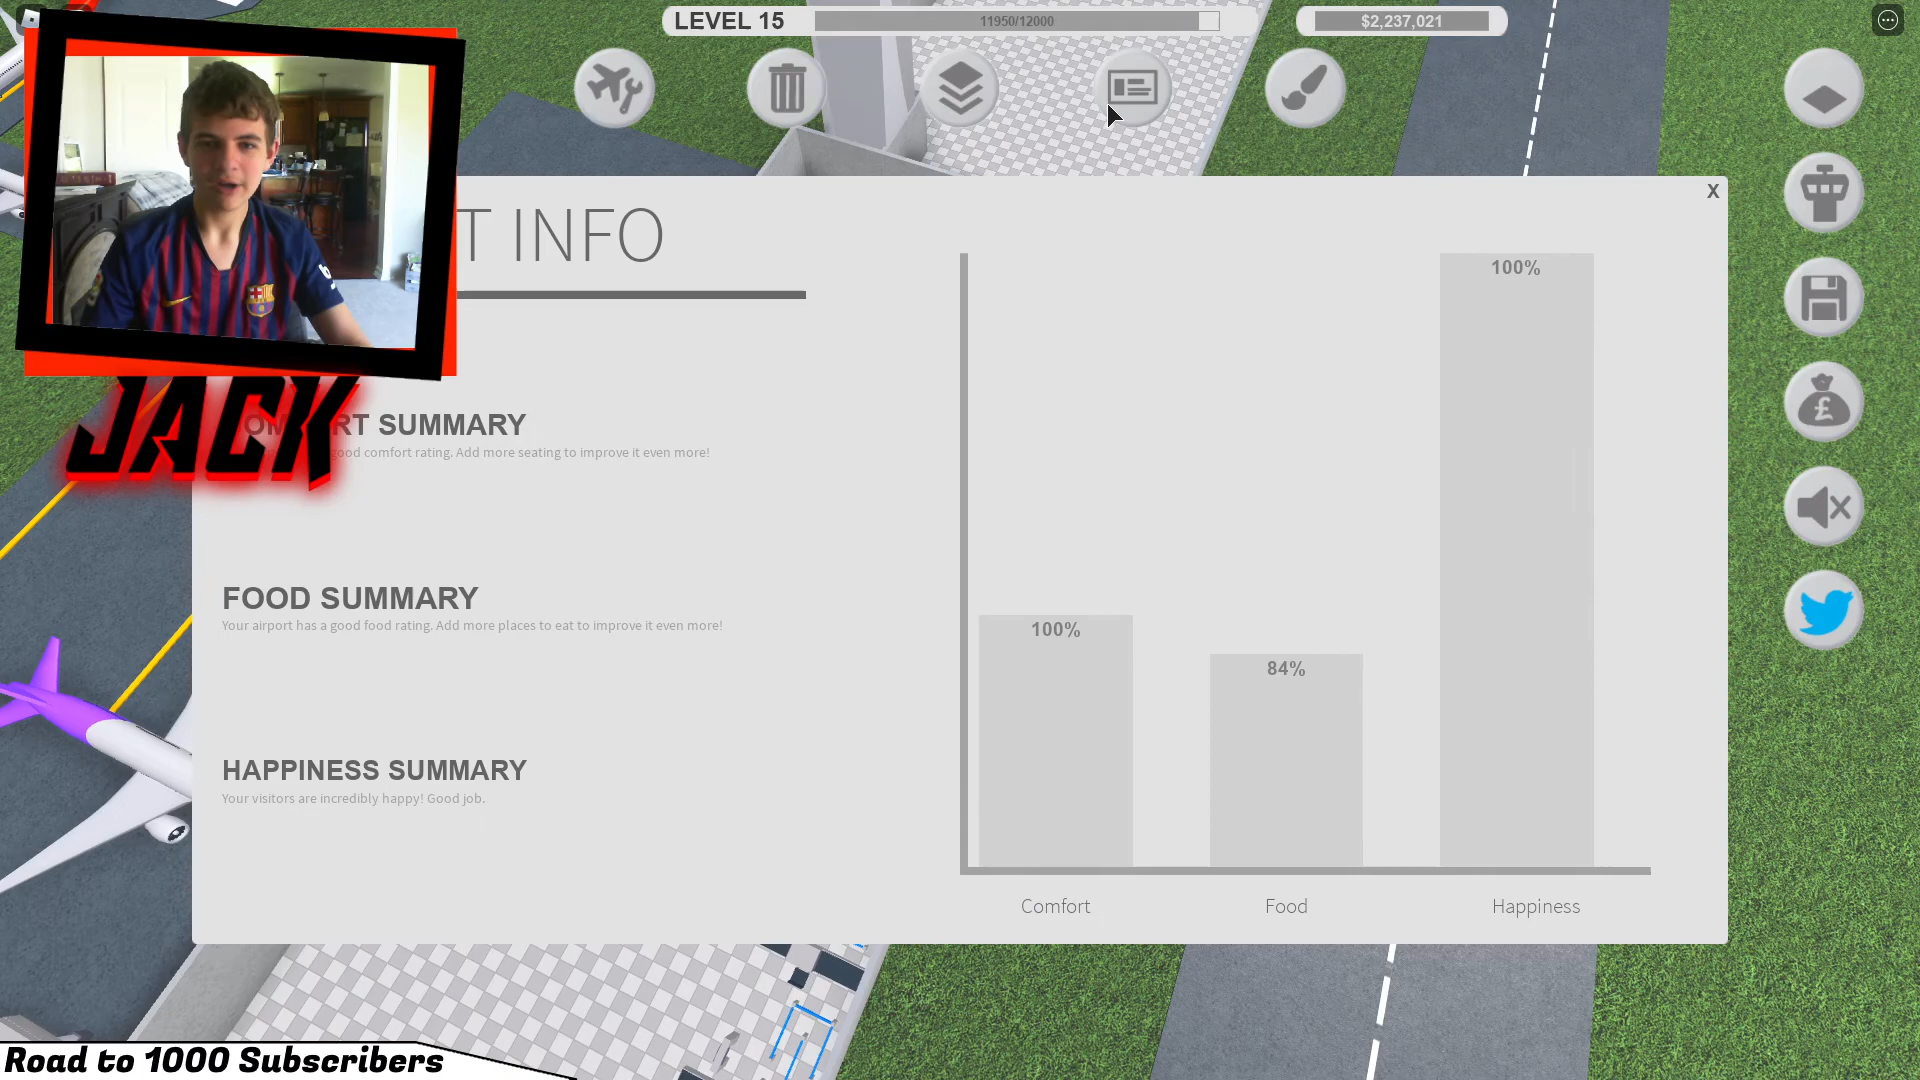 LEVEL 15
11950/12000
$2,237,021
X
T INFO
100%
100%
84%
JACK
RT SUMMARY
good comfort rating. Add more seating to improve it even more!
FOOD SUMMARY
Your airport has a good food rating. Add more places to eat to improve it even more!
HAPPINESS SUMMARY
Your visitors are incredibly happy! Good job.
Comfort
Food
Happiness
Road to 1000 Subscribers